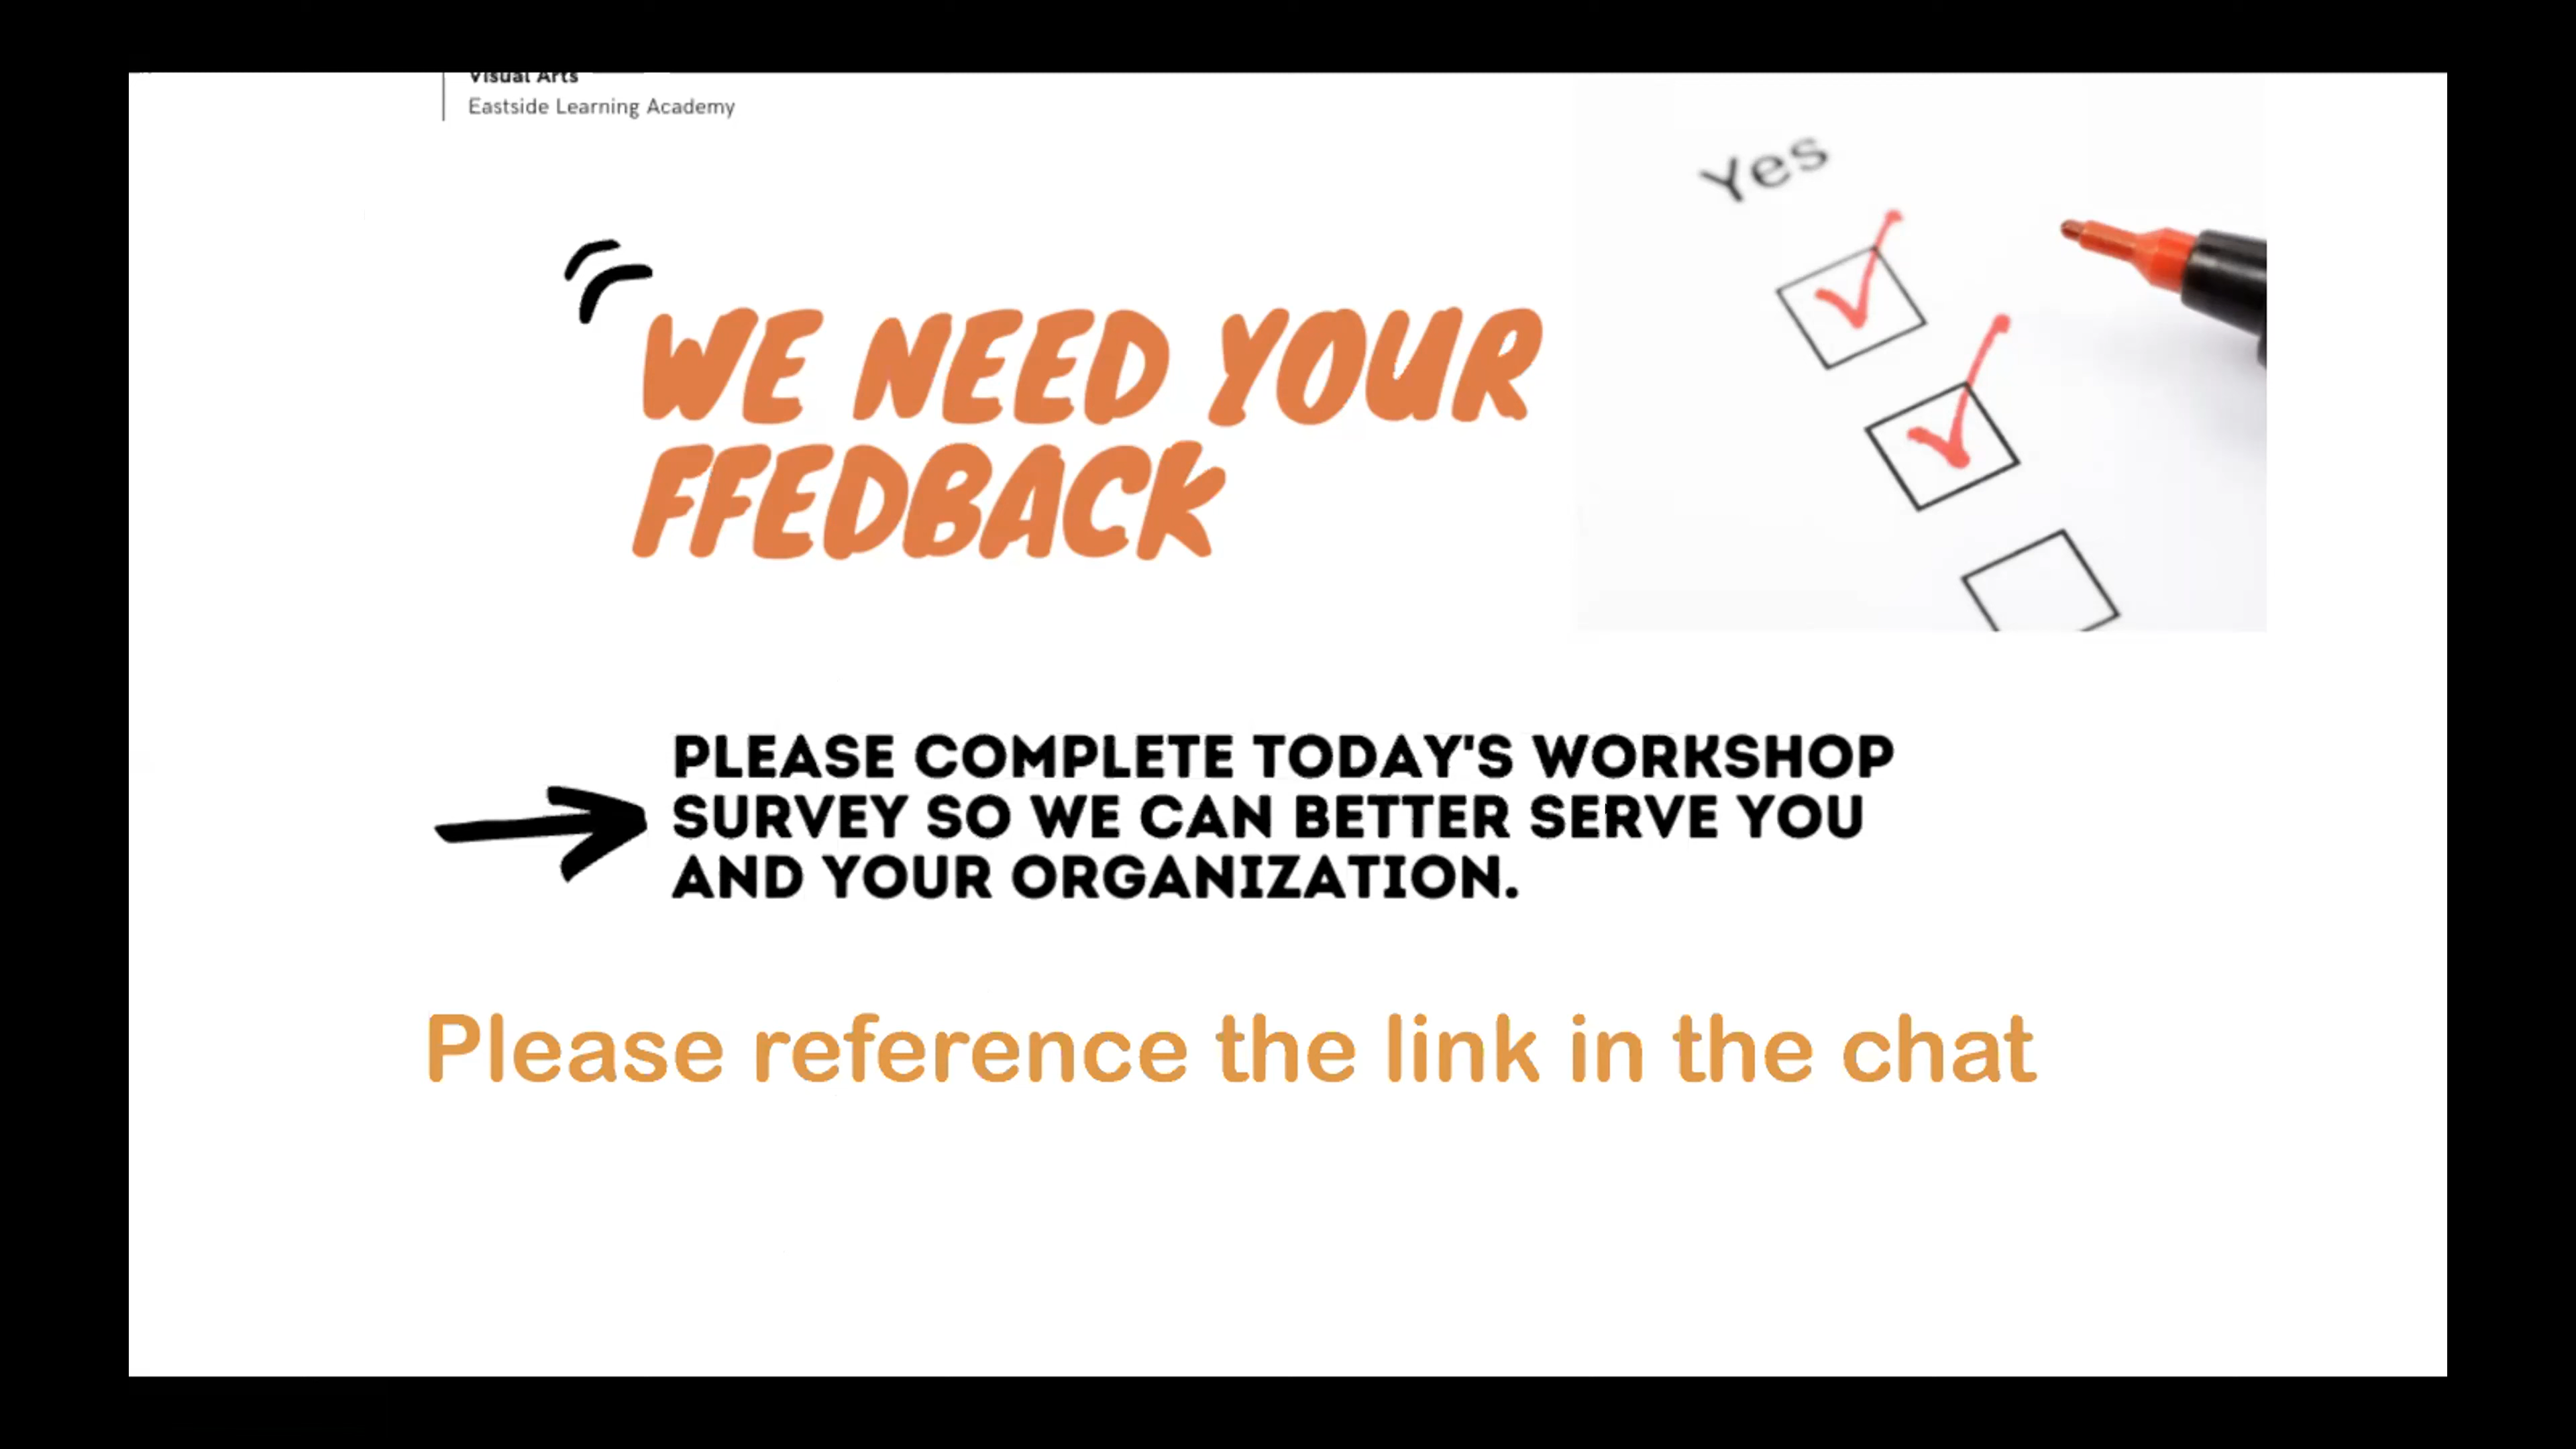 Visual Arts
Eastside Learning Academy
Yes
WE NEED YOUR
FFEDBACK
PLEASE COMPLETE TODAY'S WORKSHOP
SURVEY SO WE CAN BETTER SERVE YOU
AND YOUR ORGANIZATION.
Please reference the link in the chat